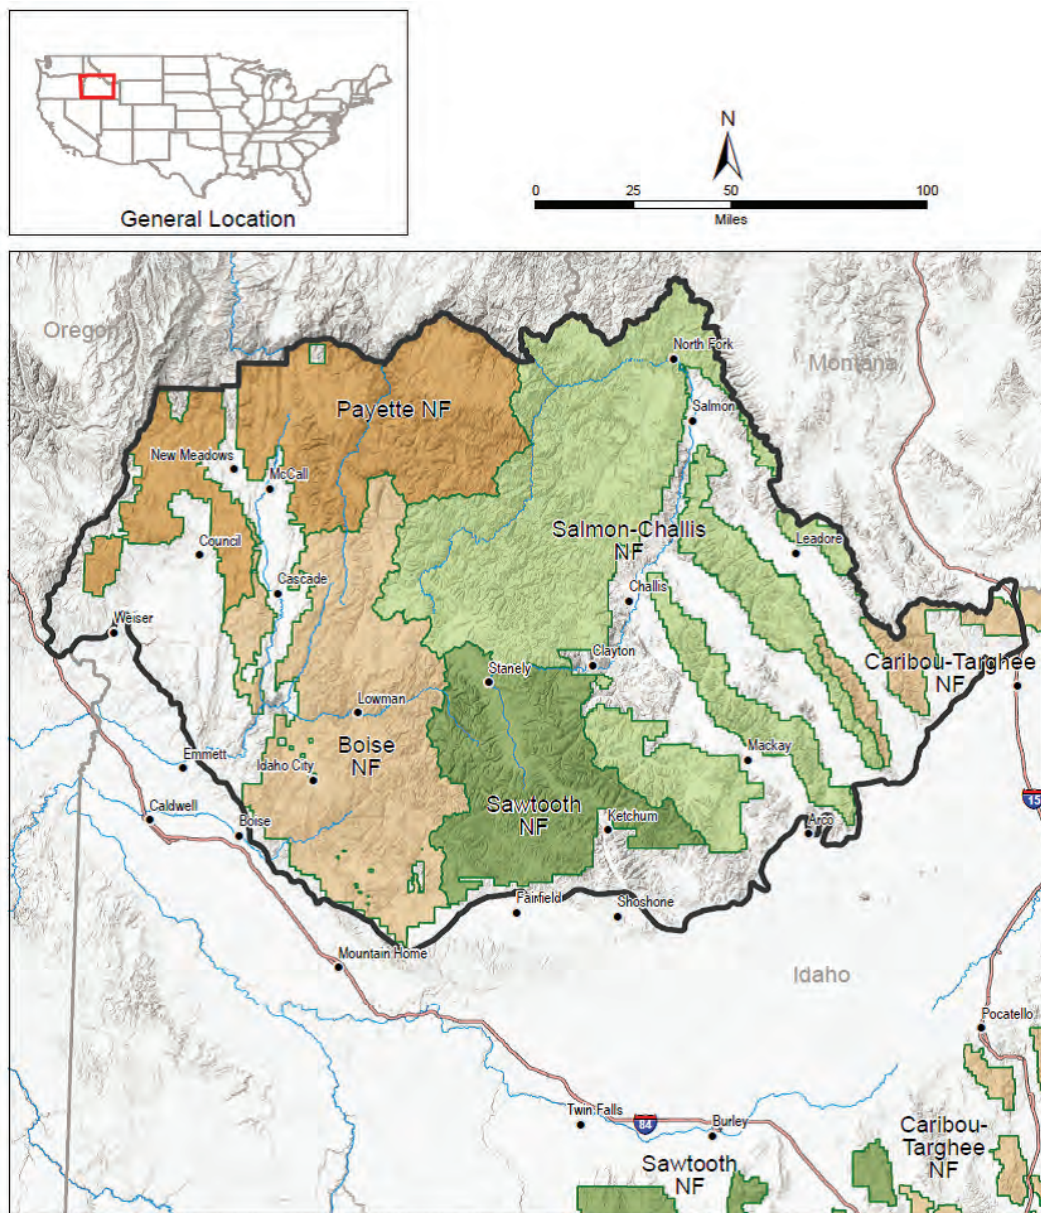 General Location
N
0 25 50 100
Miles
Oregon
Montana
North Fork
Payette NF
Salmon
New Meadows
McCall
Salmon-Challis
NF
Council
Leadore
Cascade
Challis
Weiser
Caribou-Targhee
NF
Clayton
Stanely
Lowman
Boise
NF
Mackay
Emmett
Idaho City
Sawtooth
NF
15
Caldwell
Boise
Ketchum
Arco
Fairfield
Shoshone
Mountain Home
Idaho
Pocatello
Twin Falls
84
Burley
Caribou-
Targhee
NF
Sawtooth
NF